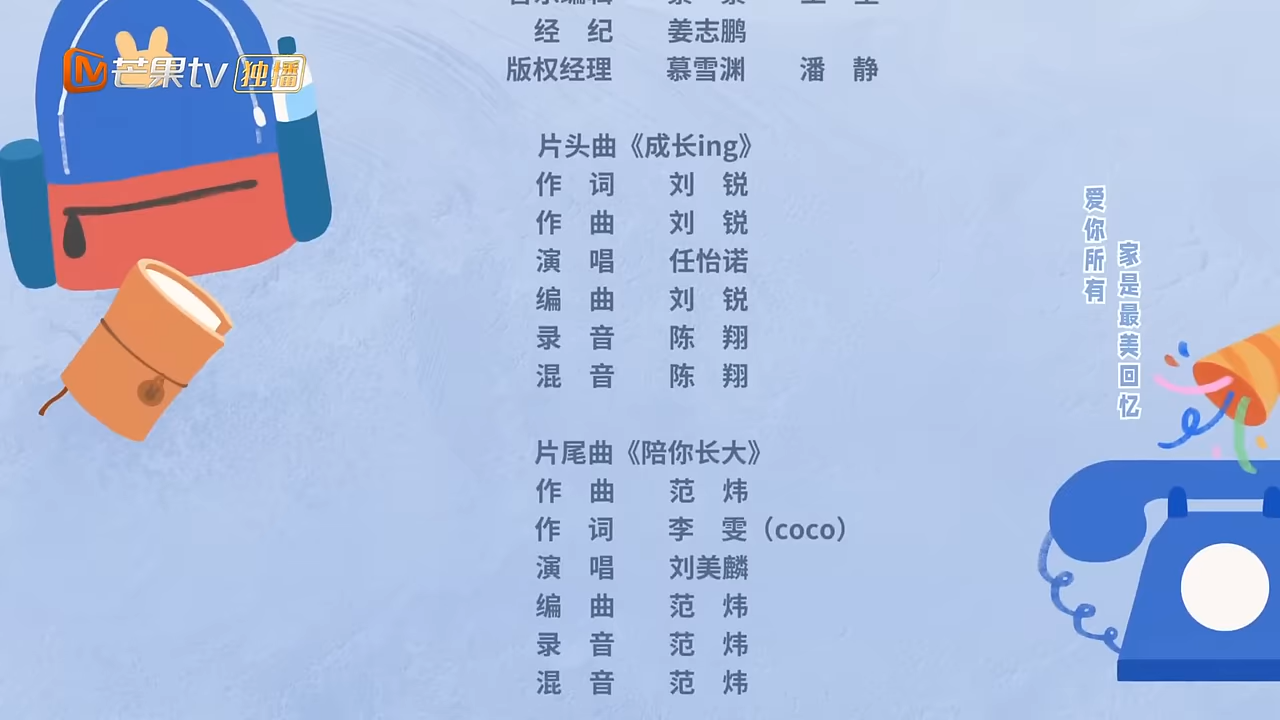 芒果tv 独播
经 纪 姜志鹏
版权经理 慕雪渊 潘 静
片头曲《成长ing》
作 词 刘 锐
作 曲 刘 锐
演 唱 任怡诺
编 曲 刘 锐
录 音 陈 翔
混 音 陈 翔
片尾曲《陪你长大》
作 曲 范 炜
作 词 李 雯（coco）
演 唱 刘美麟
编 曲 范 炜
录 音 范 炜
混 音 范 炜
爱你所有
家是最美回忆